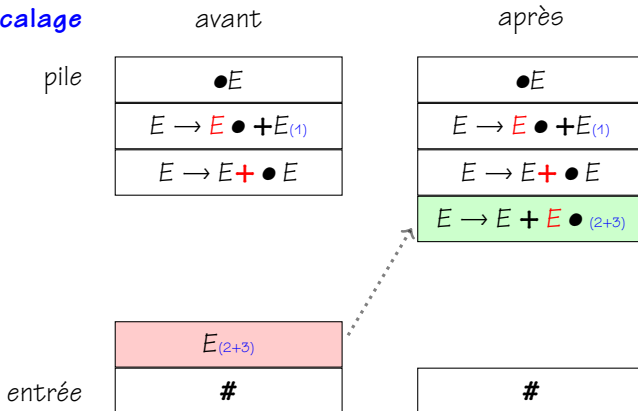 calage avant après
pile ●E ●E
E → E ● +E(1) E → E ● +E(1)
E → E+ ● E E → E+ ● E
E → E + E ● (2+3)
E(2+3)
entrée # #